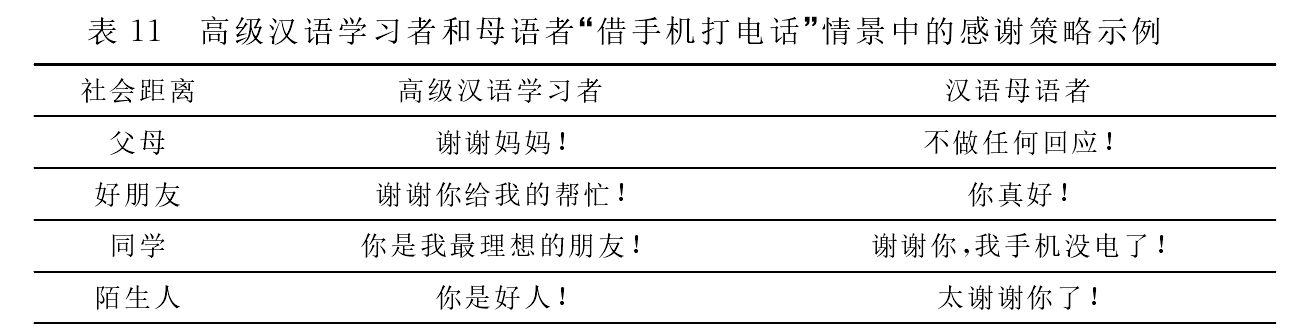 表 11 高级汉语学习者和母语者“借手机打电话”情景中的感谢策略示例
社会距离 高级汉语学习者 汉语母语者
父母 谢谢妈妈! 不做任何回应!
好朋友 谢谢你给我的帮忙! 你真好!
同学 你是我最理想的朋友! 谢谢你,我手机没电了!
陌生人 你是好人! 太谢谢你了!